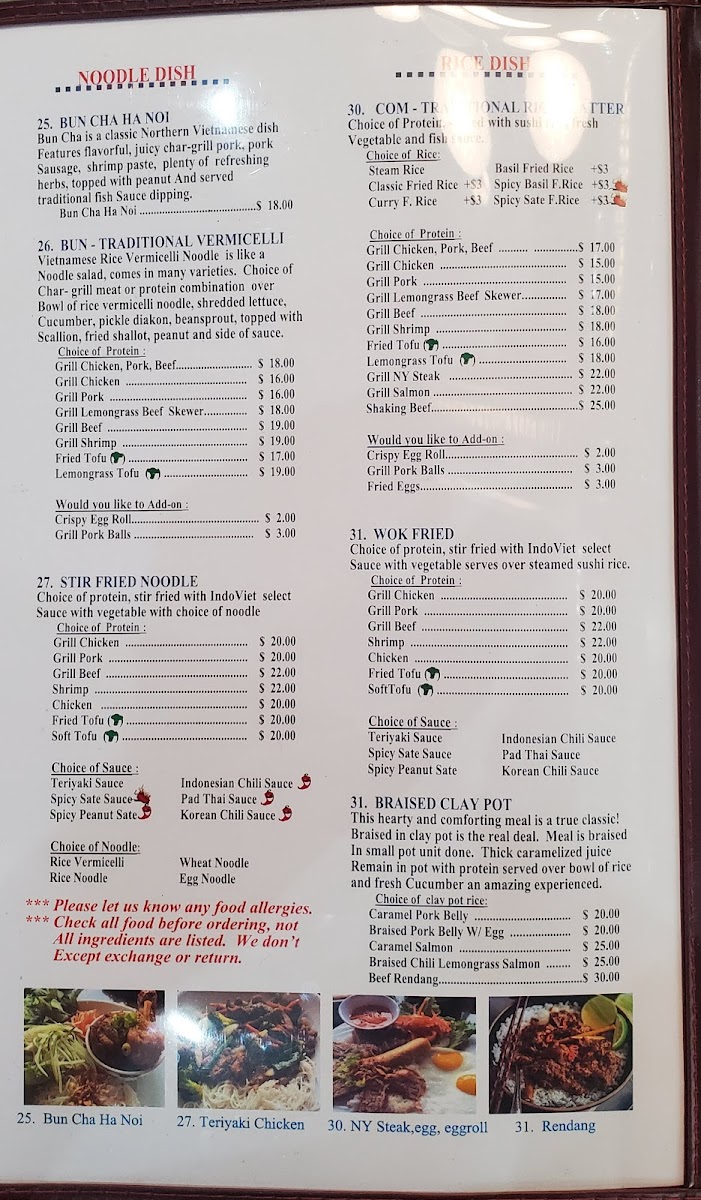 NOODLE DISH
25. BUN CHA HA NOI
Bun Cha is a classic Northern Vietnamese dish
Features flavorful, juicy char-grill pork, pork
Sausage, shrimp paste, plenty of refreshing
herbs, topped with peanut And served
traditional fish Sauce dipping.
Bun Cha Ha Noi ........................................$ 18.00
26. BUN - TRADITIONAL VERMICELLI
Vietnamese Rice Vermicelli Noodle is like a
Noodle salad, comes in many varieties. Choice of
Char- grill meat or protein combination over
Bowl of rice vermicelli noodle, shredded lettuce,
Cucumber, pickle diakon, beansprout, topped with
Scallion, fried shallot, peanut and side of sauce.
Choice of Protein :
Grill Chicken, Pork, Beef.......................... $ 18.00
Grill Chicken .......................................... $ 16.00
Grill Pork ............................................... $ 16.00
Grill Lemongrass Beef Skewer............... $ 18.00
Grill Beef ................................................ $ 19.00
Grill Shrimp ........................................... $ 19.00
Fried Tofu ......................................... $ 17.00
Lemongrass Tofu ............................. $ 19.00
Would you like to Add-on :
Crispy Egg Roll............................................ $ 2.00
Grill Pork Balls ......................................... $ 3.00
27. STIR FRIED NOODLE
Choice of protein, stir fried with IndoViet select
Sauce with vegetable with choice of noodle
Choice of Protein :
Grill Chicken .......................................... $ 20.00
Grill Pork ............................................... $ 20.00
Grill Beef ................................................ $ 22.00
Shrimp .................................................... $ 22.00
Chicken .................................................. $ 20.00
Fried Tofu .......................................... $ 20.00
Soft Tofu ........................................... $ 20.00
Choice of Sauce :
Teriyaki Sauce Indonesian Chili Sauce
Spicy Sate Sauce Pad Thai Sauce
Spicy Peanut Sate Korean Chili Sauce
Choice of Noodle:
Rice Vermicelli Wheat Noodle
Rice Noodle Egg Noodle
*** Please let us know any food allergies.
*** Check all food before ordering, not
All ingredients are listed. We don't
Except exchange or return.
RICE DISH
30. COM - TRADITIONAL
Choice of Protein. with sushi fresh
Vegetable and fish
Choice of Rice:
Steam Rice Basil Fried Rice +$3
Classic Fried Rice +$3 Spicy Basil F.Rice +$3
Curry F. Rice +$3 Spicy Sate F.Rice +$3
Choice of Protein :
Grill Chicken, Pork, Beef .......... ...............$ 17.00
Grill Chicken ........................................... $ 15.00
Grill Pork ................................................ $ 15.00
Grill Lemongrass Beef Skewer............... $ 17.00
Grill Beef ................................................. $ 18.00
Grill Shrimp ............................................ $ 18.00
Fried Tofu .......................................... $ 16.00
Lemongrass Tofu .............................. $ 18.00
Grill NY Steak ........................................ $ 22.00
Grill Salmon ............................................. $ 22.00
Shaking Beef...................................................$ 25.00
Would you like to Add-on :
Crispy Egg Roll.............................................. $ 2.00
Grill Pork Balls ........................................... $ 3.00
Fried Eggs.................................................... $ 3.00
31. WOK FRIED
Choice of protein, stir fried with IndoViet select
Sauce with vegetable serves over steamed sushi rice.
Choice of Protein :
Grill Chicken ........................................... $ 20.00
Grill Pork ................................................ $ 20.00
Grill Beef ................................................. $ 22.00
Shrimp ..................................................... $ 22.00
Chicken .................................................... $ 20.00
Fried Tofu .......................................... $ 20.00
SoftTofu ............................................ $ 20.00
Choice of Sauce :
Teriyaki Sauce Indonesian Chili Sauce
Spicy Sate Sauce Pad Thai Sauce
Spicy Peanut Sate Korean Chili Sauce
31. BRAISED CLAY POT
This hearty and comforting meal is a true classic!
Braised in clay pot is the real deal. Meal is braised
In small pot unit done. Thick caramelized juice
Remain in pot with protein served over bowl of rice
and fresh Cucumber an amazing experienced.
Choice of clay pot rice:
Caramel Pork Belly ................................ $ 20.00
Braised Pork Belly W/ Egg .................... $ 20.00
Caramel Salmon ..................................... $ 25.00
Braised Chili Lemongrass Salmon ........ $ 25.00
Beef Rendang................................................$ 30.00
25. Bun Cha Ha Noi
27. Teriyaki Chicken
30. NY Steak,egg, eggroll
31. Rendang